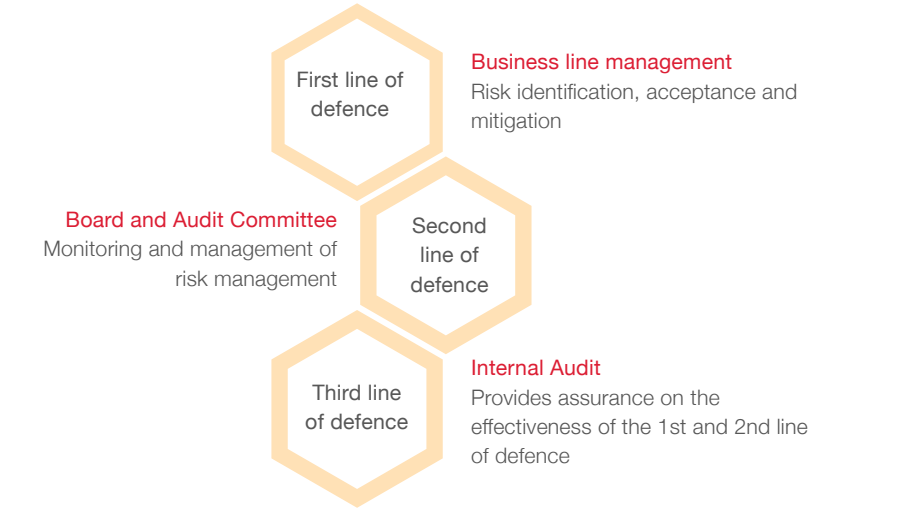 First line of
defence
Business line management
Risk identification, acceptance and
mitigation
Board and Audit Committee
Monitoring and management of
risk management
Second
line of
defence
Third line
of defence
Internal Audit
Provides assurance on the
effectiveness of the 1st and 2nd line
of defence